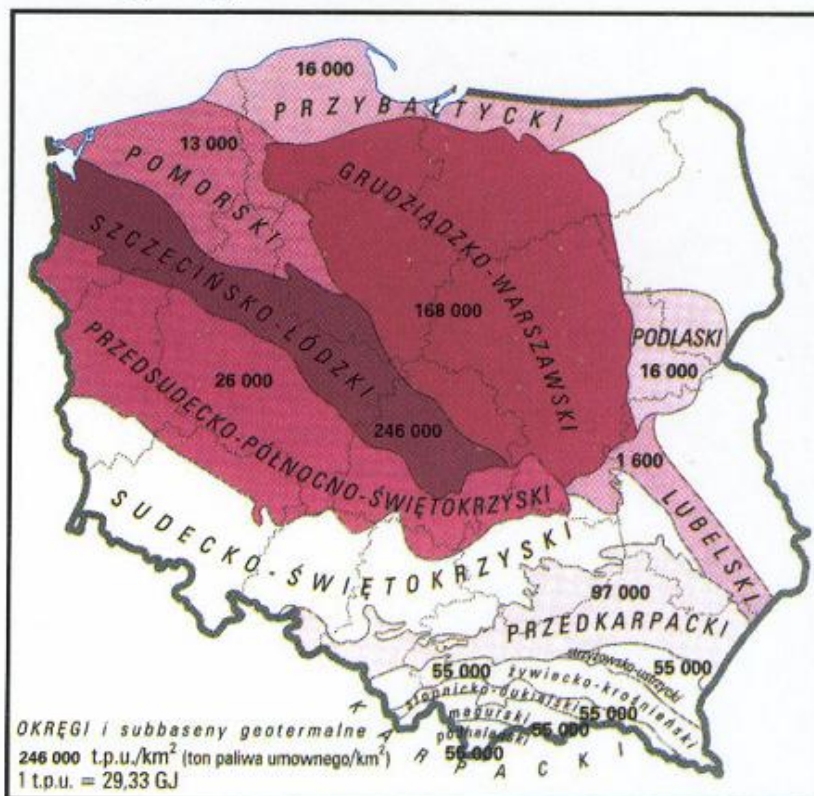 16 000
PRZYBAŁTYCKI
13 000
POMORSKI
GRUDZIĄDZKO-WARSZAWSKI
SZCZECIŃSKO-ŁÓDZKI
168 000
PODLASKI
16 000
PRZEDSUDECKO-PÓŁNOCNO-ŚWIĘTOKRZYSKI
26 000
246 000
1 600
LUBELSKI
SUDECKO-ŚWIĘTOKRZYSKI
97 000
PRZEDKARPACKI
55 000
55 000
żywiecko-krośnieński
55 000
magurski
55 000
55 000
KARPACKI
OKRĘGI i subbaseny geotermalne
246 000 t.p.u./km² (ton paliwa umownego/km²)
1 t.p.u. = 29,33 GJ